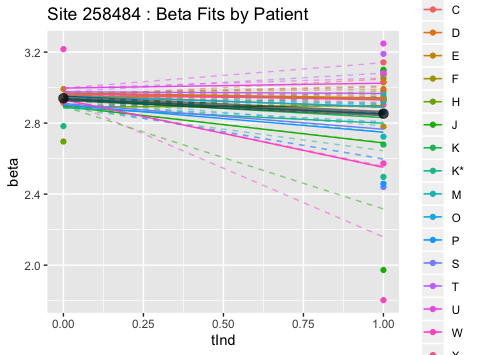 Site 258484 : Beta Fits by Patient
beta
3.2
2.8
2.4
2.0
0.00 0.25 0.50 0.75 1.00
tInd
C
D
E
F
H
J
K
K*
M
O
P
S
T
U
W